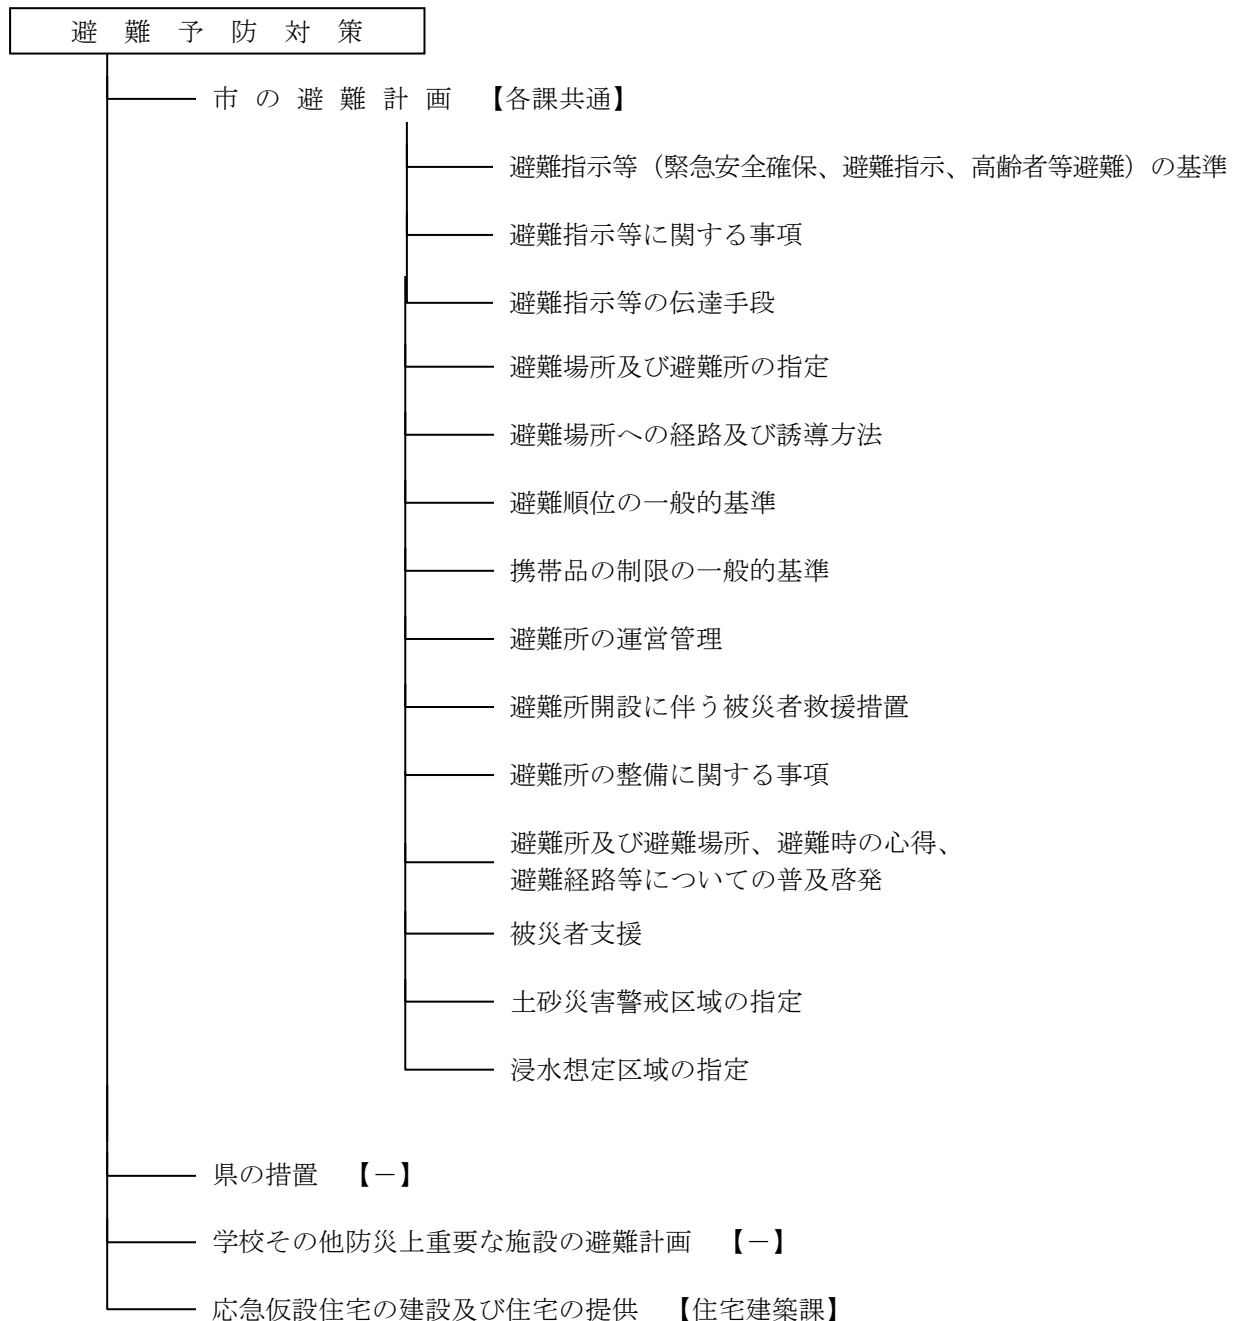 避難予防対策
市の避難計画 【各課共通】
避難指示等（緊急安全確保、避難指示、高齢者等避難）の基準
避難指示等に関する事項
避難指示等の伝達手段
避難場所及び避難所の指定
避難場所への経路及び誘導方法
避難順位の一般的基準
携帯品の制限の一般的基準
避難所の運営管理
避難所開設に伴う被災者救援措置
避難所の整備に関する事項
避難所及び避難場所、避難時の心得、
避難経路等についての普及啓発
被災者支援
土砂災害警戒区域の指定
浸水想定区域の指定
県の措置 【－】
学校その他防災上重要な施設の避難計画 【－】
応急仮設住宅の建設及び住宅の提供 【住宅建築課】